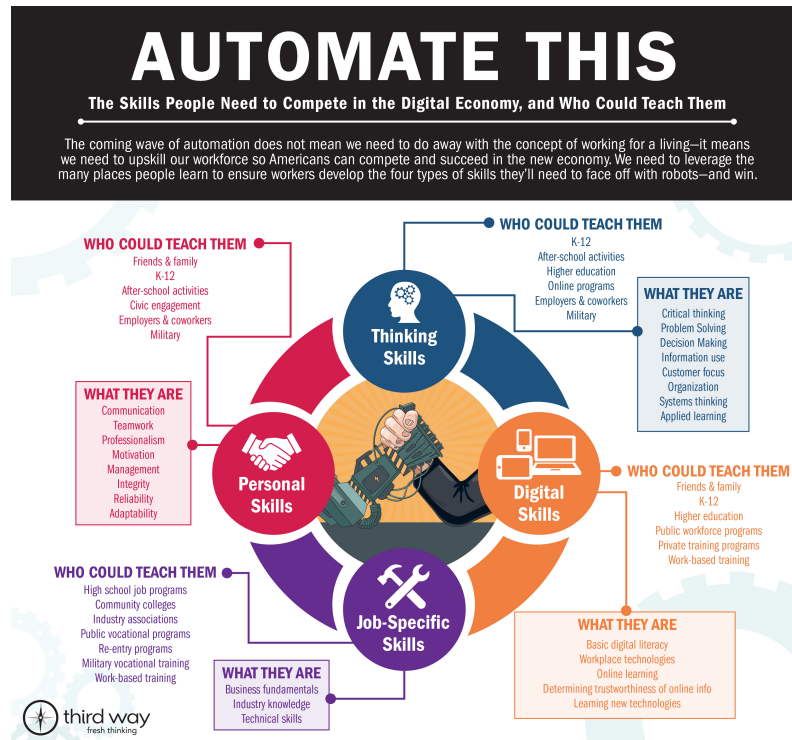 AUTOMATE THIS
The Skills People Need to Compete in the Digital Economy, and Who Could Teach Them
The coming wave of automation does not mean we need to do away with the concept of working for a living—it means
we need to upskill our workforce so Americans can compete and succeed in the new economy. We need to leverage the
many places people learn to ensure workers develop the four types of skills they’ll need to face off with robots—and win.
WHO COULD TEACH THEM
Friends & family
K-12
After-school activities
Civic engagement
Employers & coworkers
Military
Thinking
Skills
WHO COULD TEACH THEM
K-12
After-school activities
Higher education
Online programs
Employers & coworkers
Military
WHAT THEY ARE
Critical thinking
Problem Solving
Decision Making
Information use
Customer focus
Organization
Systems thinking
Applied learning
WHAT THEY ARE
Communication
Teamwork
Professionalism
Motivation
Management
Integrity
Reliability
Adaptability
Personal
Skills
Digital
Skills
WHO COULD TEACH THEM
Friends & family
K-12
Higher education
Public workforce programs
Private training programs
Work-based training
WHO COULD TEACH THEM
High school job programs
Community colleges
Industry associations
Public vocational programs
Re-entry programs
Military vocational training
Work-based training
Job-Specific
Skills
WHAT THEY ARE
Basic digital literacy
Workplace technologies
Online learning
Determining trustworthiness of online info
Learning new technologies
WHAT THEY ARE
Business fundamentals
Industry knowledge
Technical skills
third way
fresh thinking